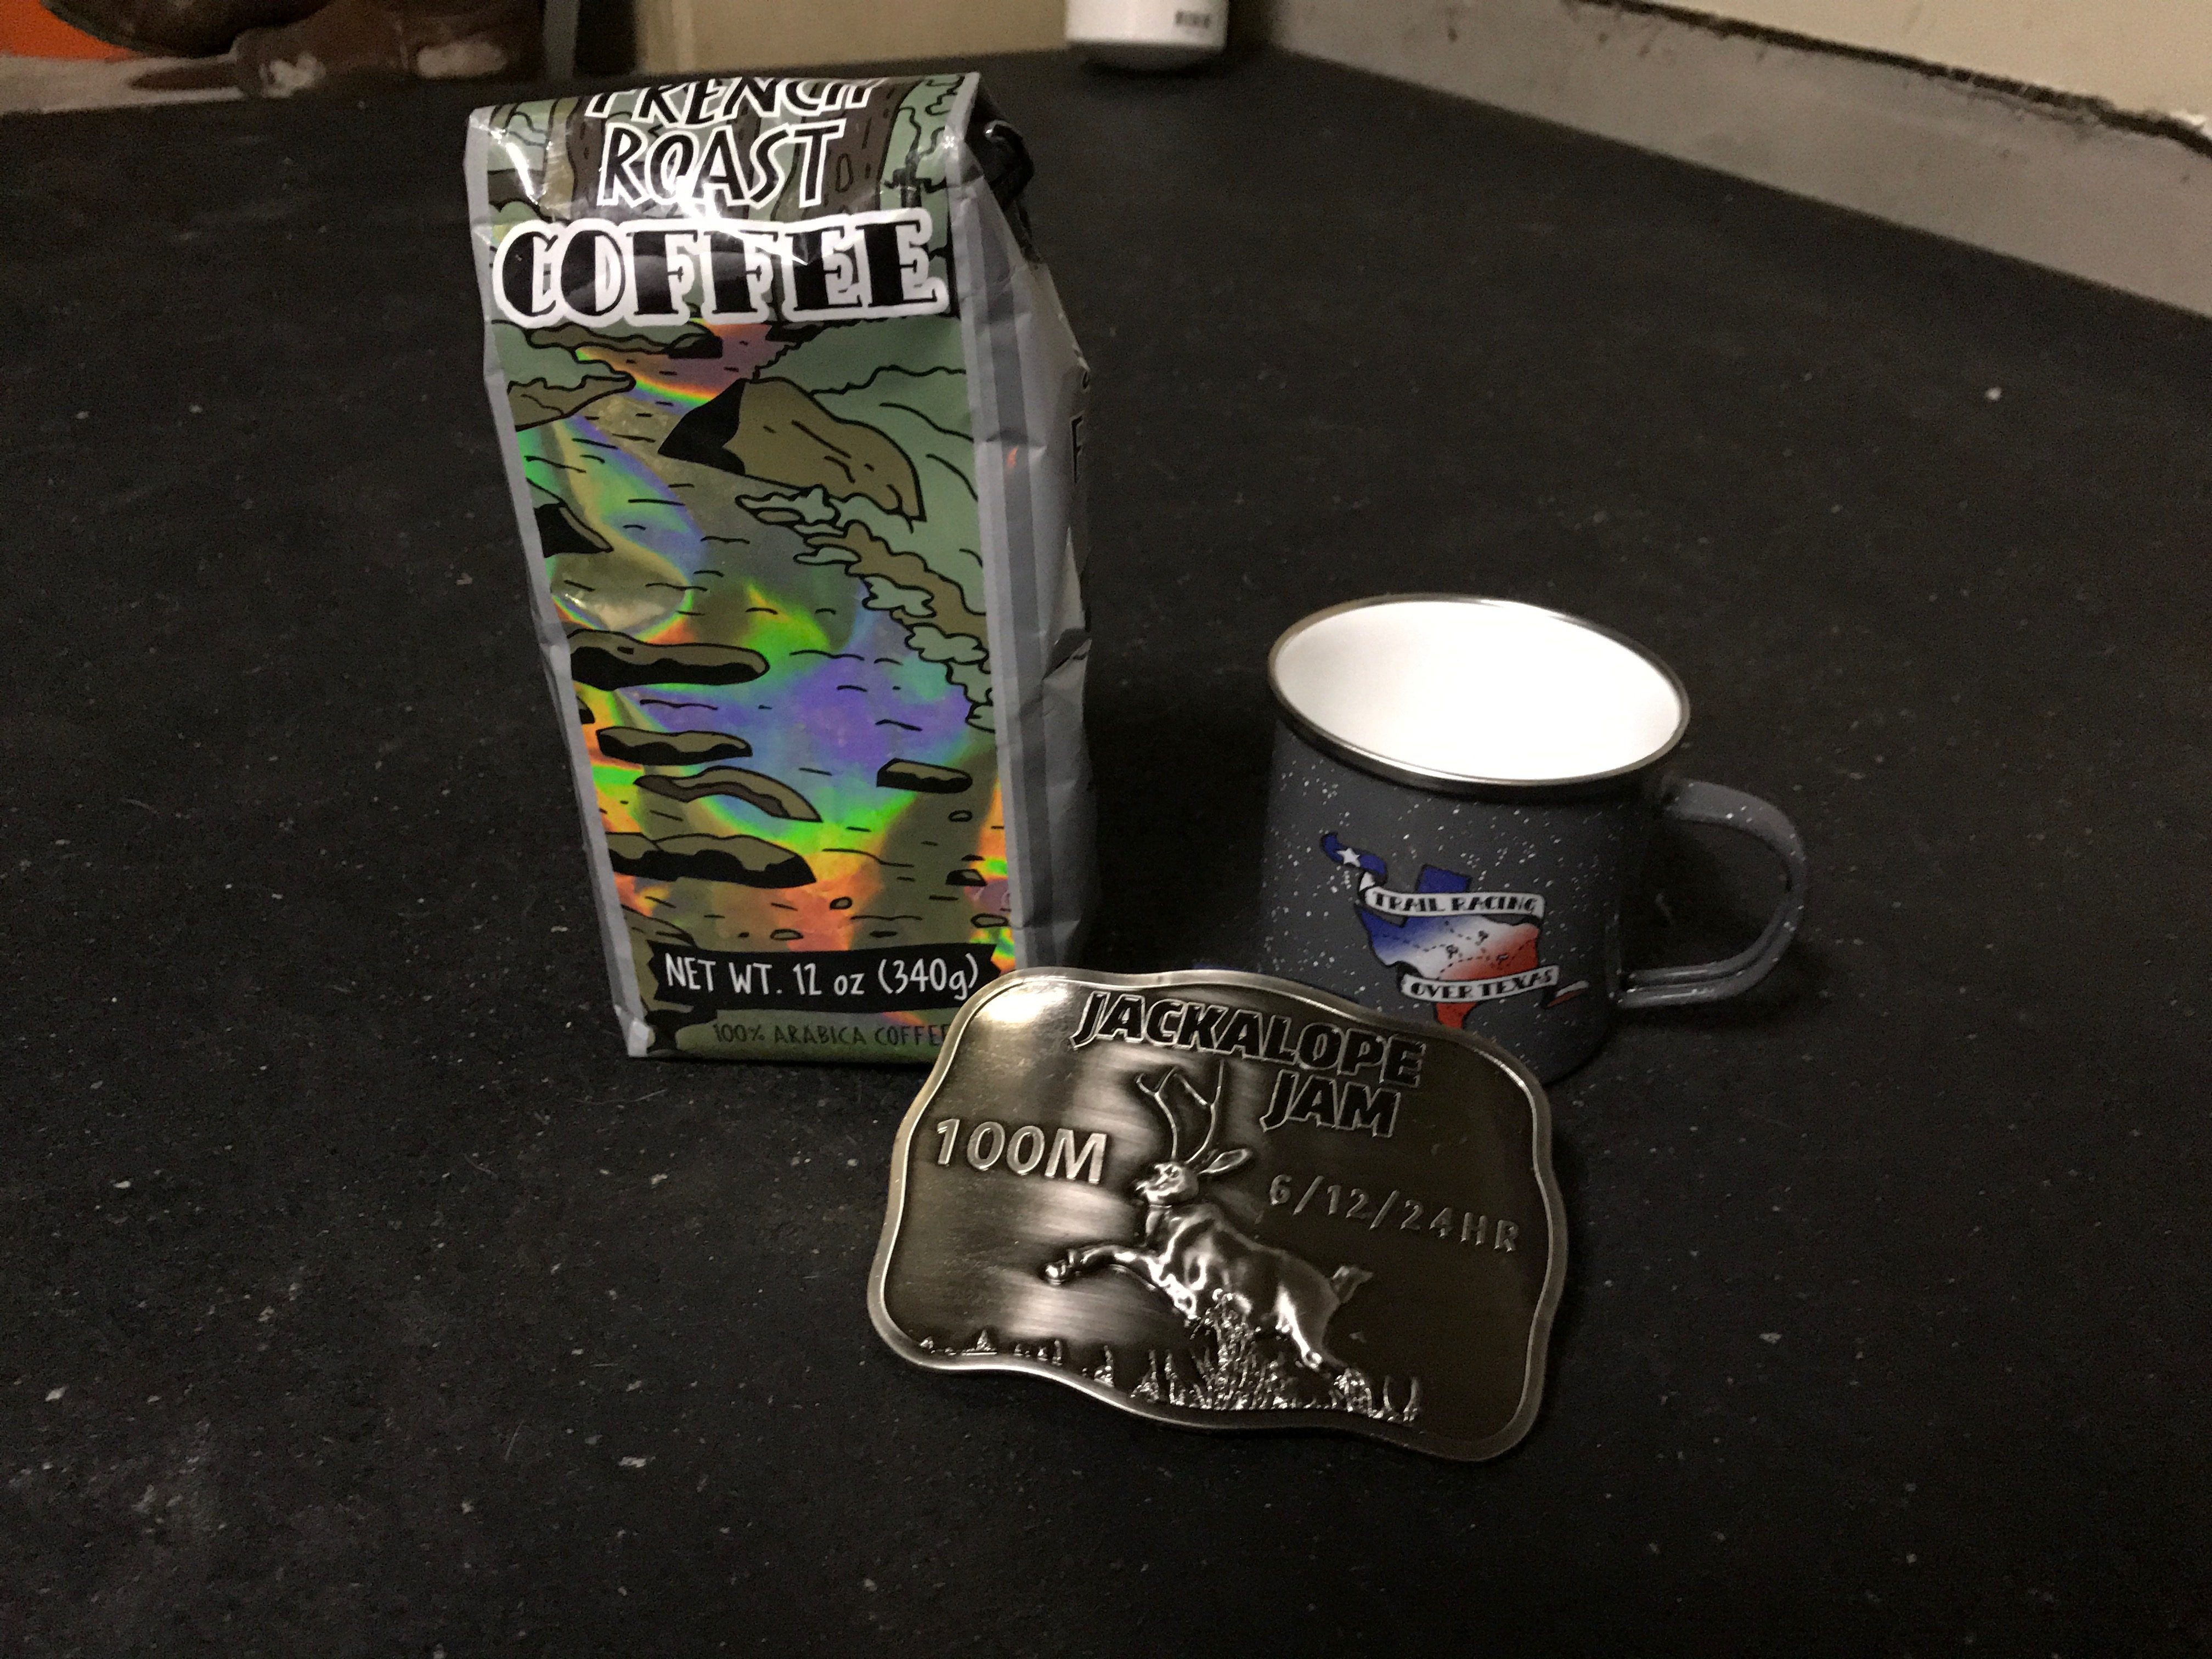 FRENCH
ROAST
COFFEE
NET WT. 12 oz (340g)
100% ARABICA COFFEE
TRAIL RACING
OVER TEXAS
JACKALOPE
JAM
100M
6/12/24HR